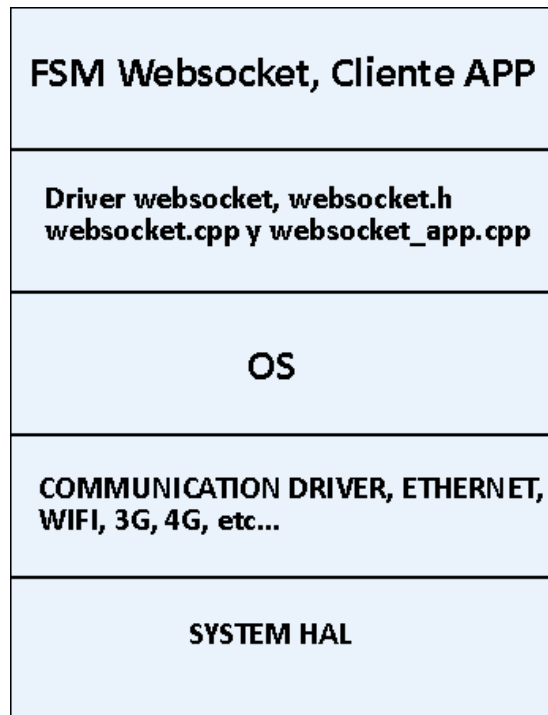 FSM Websocket, Cliente APP
Driver websocket, websocket.h
websocket.cpp y websocket_app.cpp
OS
COMMUNICATION DRIVER, ETHERNET,
WIFI, 3G, 4G, etc...
SYSTEM HAL